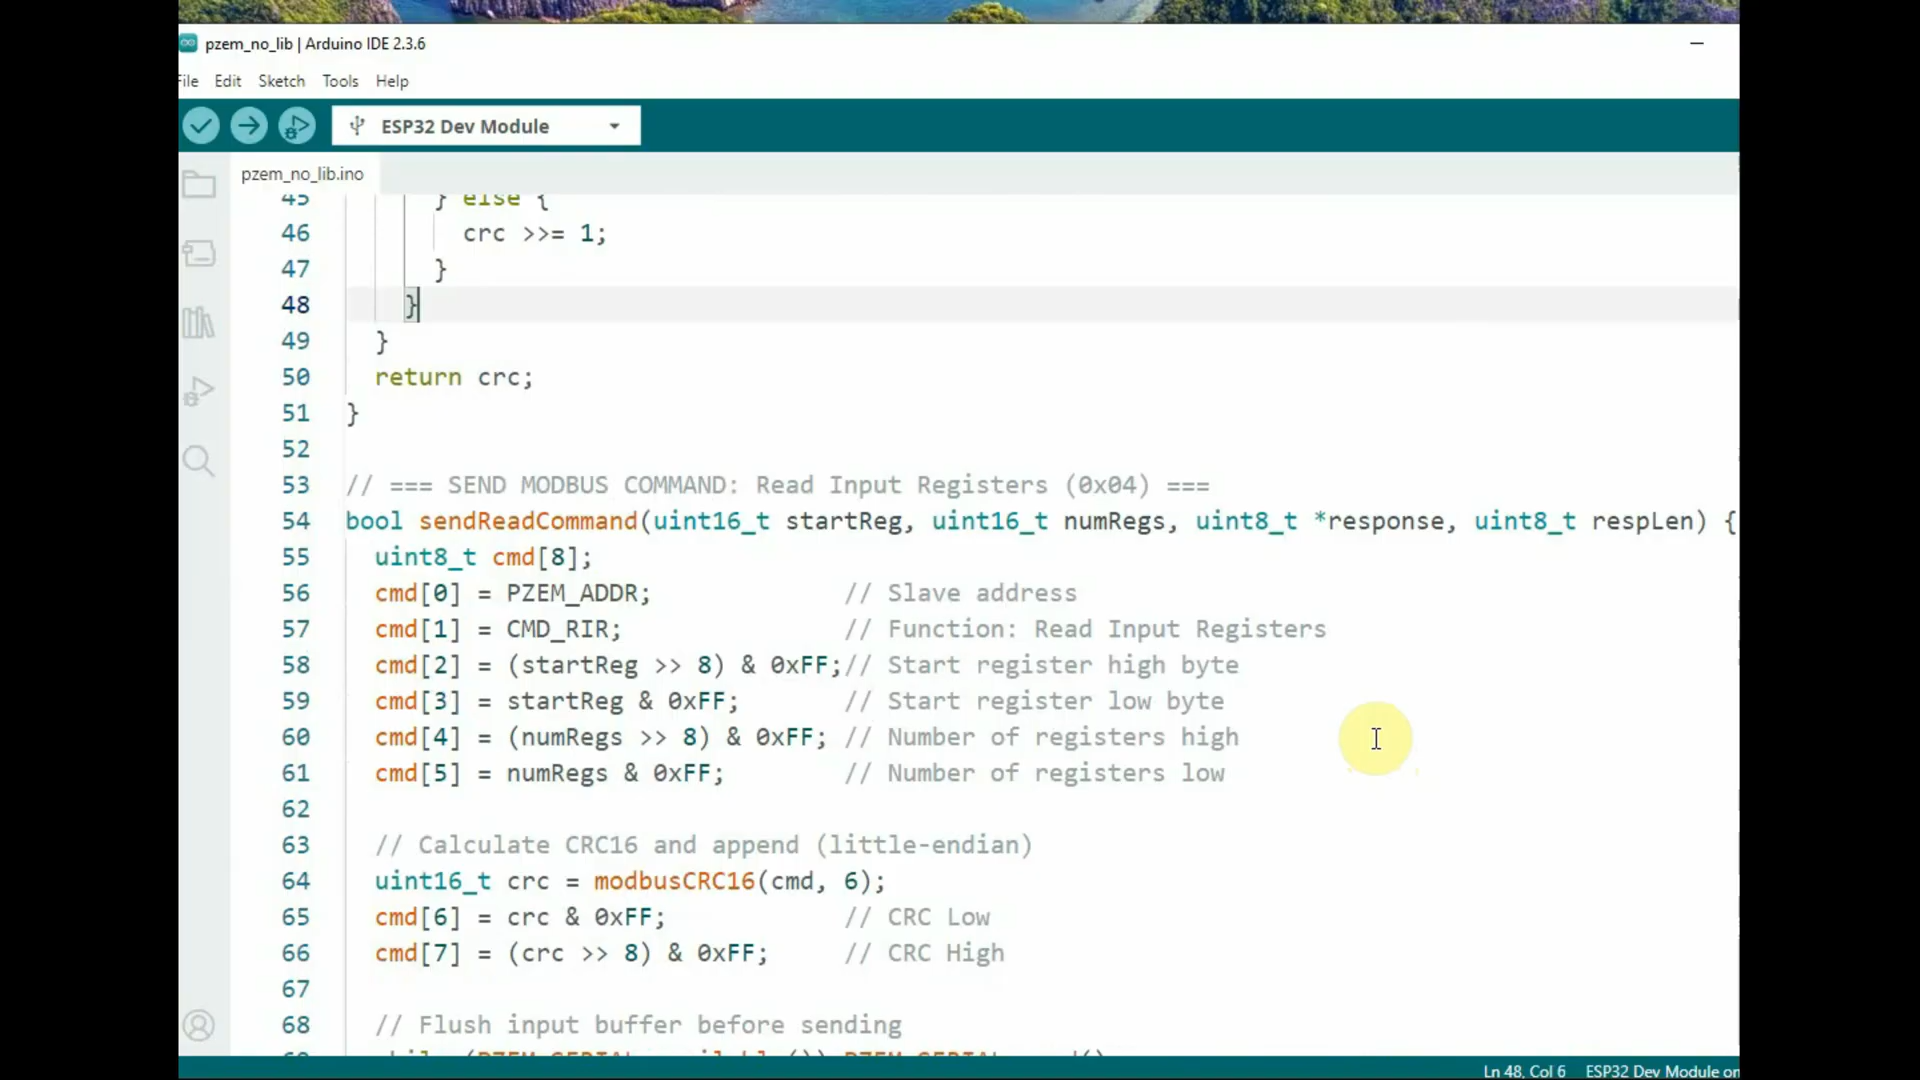 pzem_no_lib | Arduino IDE 2.3.6
File Edit Sketch Tools Help
ESP32 Dev Module
pzem_no_lib.ino
45 } else {
46 crc >>= 1;
47 }
48 }
49 }
50 return crc;
51 }
52
53 // === SEND MODBUS COMMAND: Read Input Registers (0x04) ===
54 bool sendReadCommand(uint16_t startReg, uint16_t numRegs, uint8_t *response, uint8_t respLen) {
55 uint8_t cmd[8];
56 cmd[0] = PZEM_ADDR; // Slave address
57 cmd[1] = CMD_RIR; // Function: Read Input Registers
58 cmd[2] = (startReg >> 8) & 0xFF;// Start register high byte
59 cmd[3] = startReg & 0xFF; // Start register low byte
60 cmd[4] = (numRegs >> 8) & 0xFF; // Number of registers high
61 cmd[5] = numRegs & 0xFF; // Number of registers low
62
63 // Calculate CRC16 and append (little-endian)
64 uint16_t crc = modbusCRC16(cmd, 6);
65 cmd[6] = crc & 0xFF; // CRC Low
66 cmd[7] = (crc >> 8) & 0xFF; // CRC High
67
68 // Flush input buffer before sending
Ln 48, Col 6 ESP32 Dev Module on